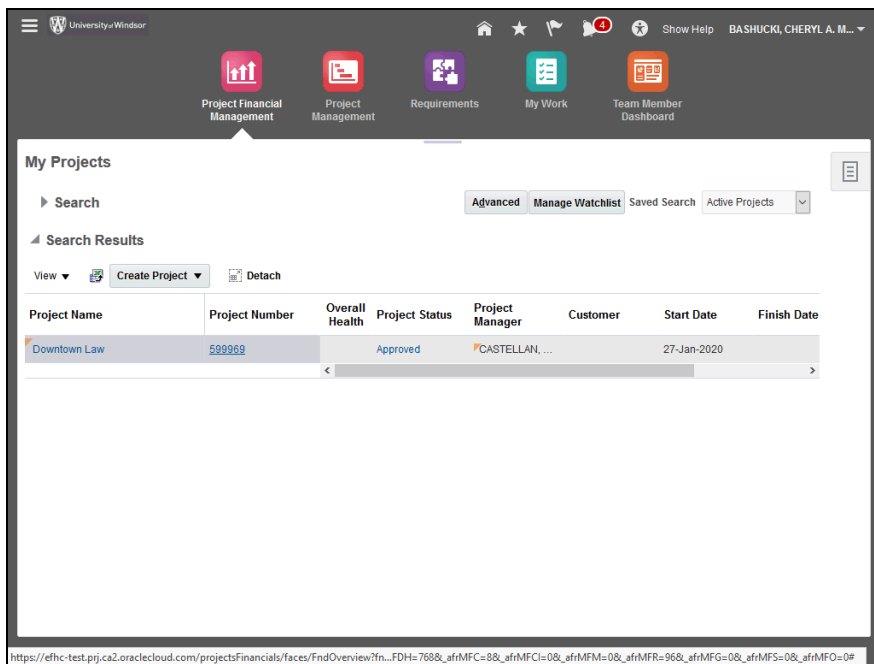 University of Windsor
4
Show Help
BASHUCKI, CHERYL A. M...
Project Financial
Management
Project
Management
Requirements
My Work
Team Member
Dashboard
My Projects
Search
Advanced
Manage Watchlist
Saved Search
Active Projects
Search Results
View
Create Project
Detach
Project Name
Project Number
Overall
Health
Project Status
Project
Manager
Customer
Start Date
Finish Date
Downtown Law
599969
Approved
CASTELLAN, ...
27-Jan-2020
https://efhc-test.prj.ca2.oraclecloud.com/projectsFinancials/faces/FndOverview?fn...FDH=768&_afrMFC=8&_afrMFCI=0&_afrMFM=0&_afrMFR=96&_afrMFG=0&_afrMFS=0&_afrMFO=0#